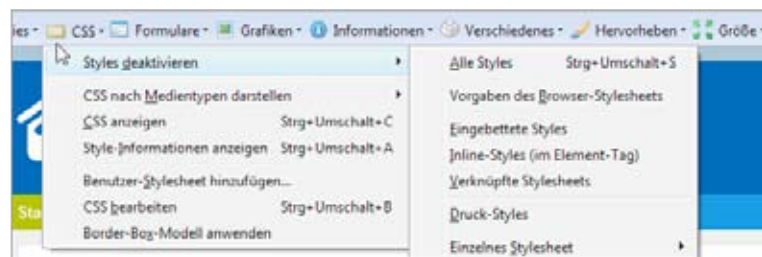 ies CSS Formulare Grafiken Informationen Verschiedenes Hervorheben Größe
Styles deaktivieren
CSS nach Medientypen darstellen
CSS anzeigen Strg+Umschalt+C
Style-Informationen anzeigen Strg+Umschalt+A
Benutzer-Stylesheet hinzufügen...
CSS bearbeiten Strg+Umschalt+B
Border-Box-Modell anwenden
Alle Styles Strg+Umschalt+S
Vorgaben des Browser-Stylesheets
Eingebettete Styles
Inline-Styles (im Element-Tag)
Verknüpfte Stylesheets
Druck-Styles
Einzelnes Stylesheet
Sta